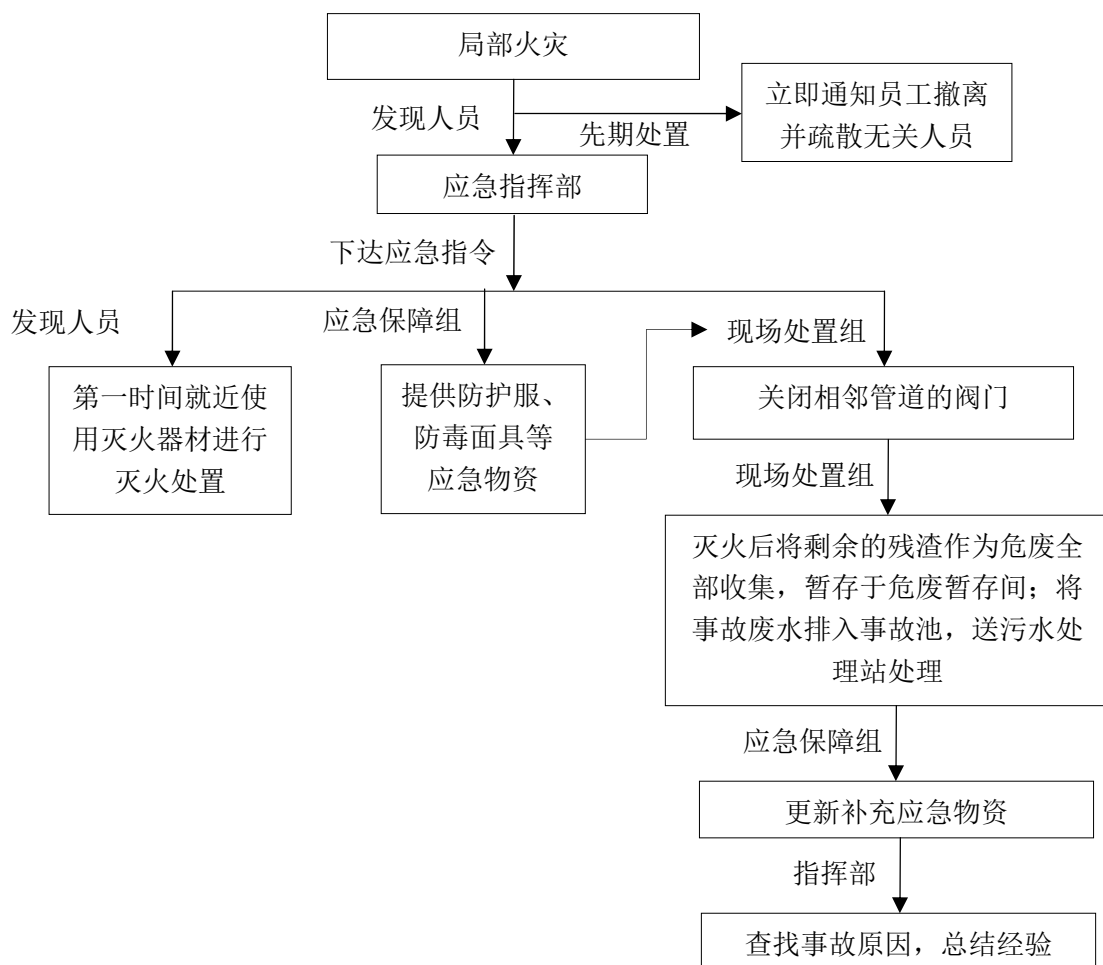 局部火灾
发现人员
先期处置
立即通知员工撤离
并疏散无关人员
应急指挥部
下达应急指令
发现人员
应急保障组
现场处置组
第一时间就近使
用灭火器材进行
灭火处置
提供防护服、
防毒面具等
应急物资
关闭相邻管道的阀门
现场处置组
灭火后将剩余的残渣作为危废全
部收集，暂存于危废暂存间；将
事故废水排入事故池，送污水处
理站处理
应急保障组
更新补充应急物资
指挥部
查找事故原因，总结经验